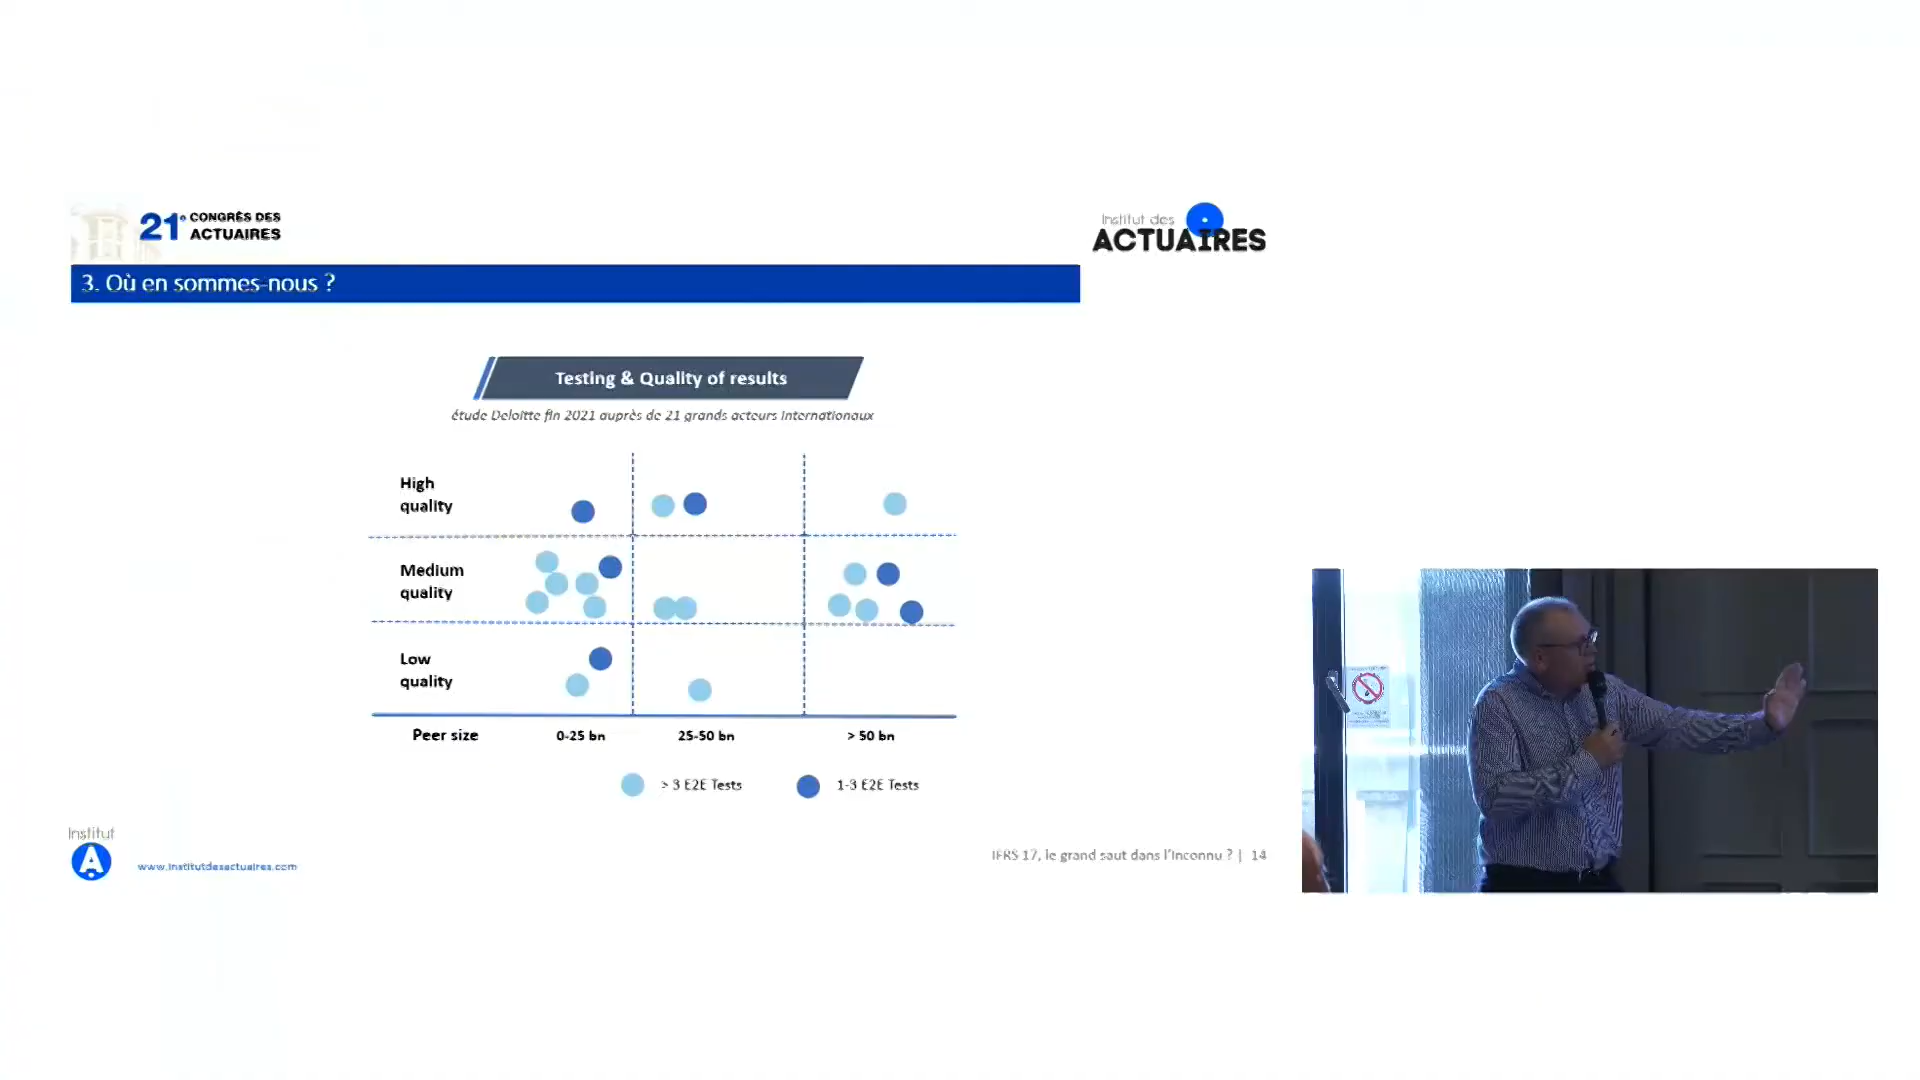 21e CONGRÈS DES
ACTUAIRES
Institut des
ACTUAIRES
3. Où en sommes-nous ?
Testing & Quality of results
étude Deloitte fin 2021 auprès de 21 grands acteurs internationaux
High
quality
Medium
quality
Low
quality
Peer size
0-25 bn
25-50 bn
> 50 bn
> 3 E2E Tests
1-3 E2E Tests
Institut
A
www.institutdesactuaires.com
IFRS 17, le grand saut dans l'inconnu ? | 14